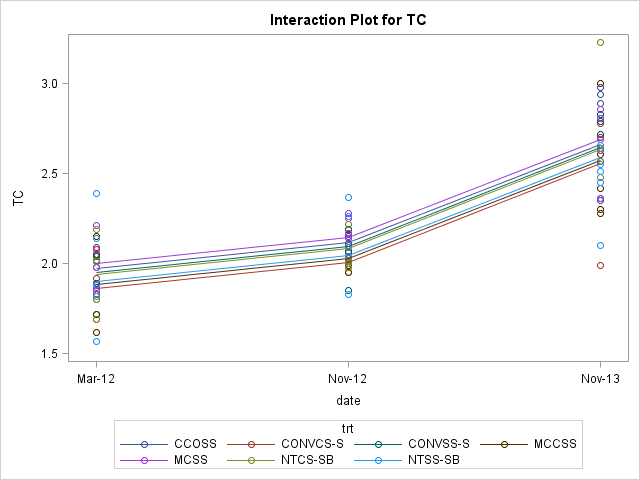 Interaction Plot for TC
3.0
2.5
TC
2.0
1.5
Mar-12 Nov-12 Nov-13
date
trt
CCOSS CONVCS-S CONVSS-S MCCSS
MCSS NTCS-SB NTSS-SB